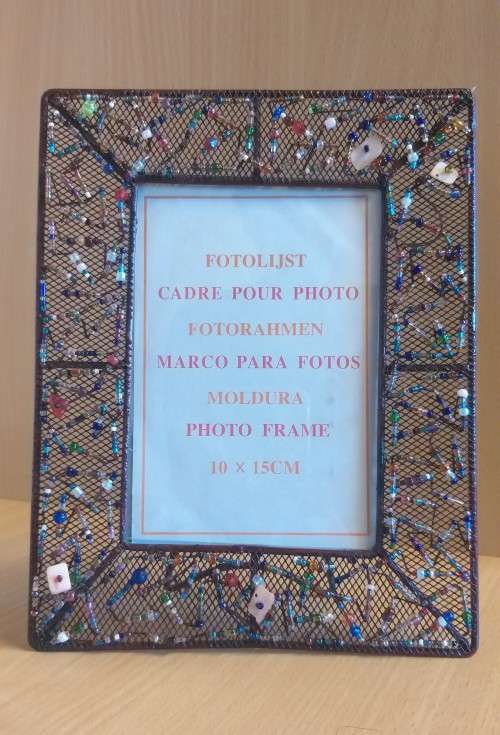 FOTOLIJST
CADRE POUR PHOTO
FOTORAHMEN
MARCO PARA FOTOS
MOLDURA
PHOTO FRAME
10 × 15CM